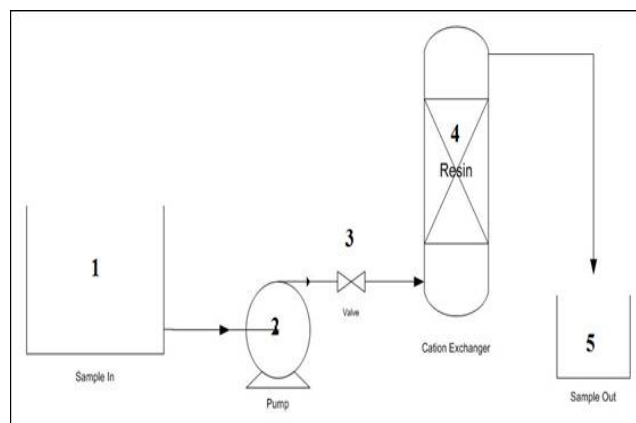 1
Sample In
2
Pump
3
Valve
4
Resin
Cation Exchanger
5
Sample Out